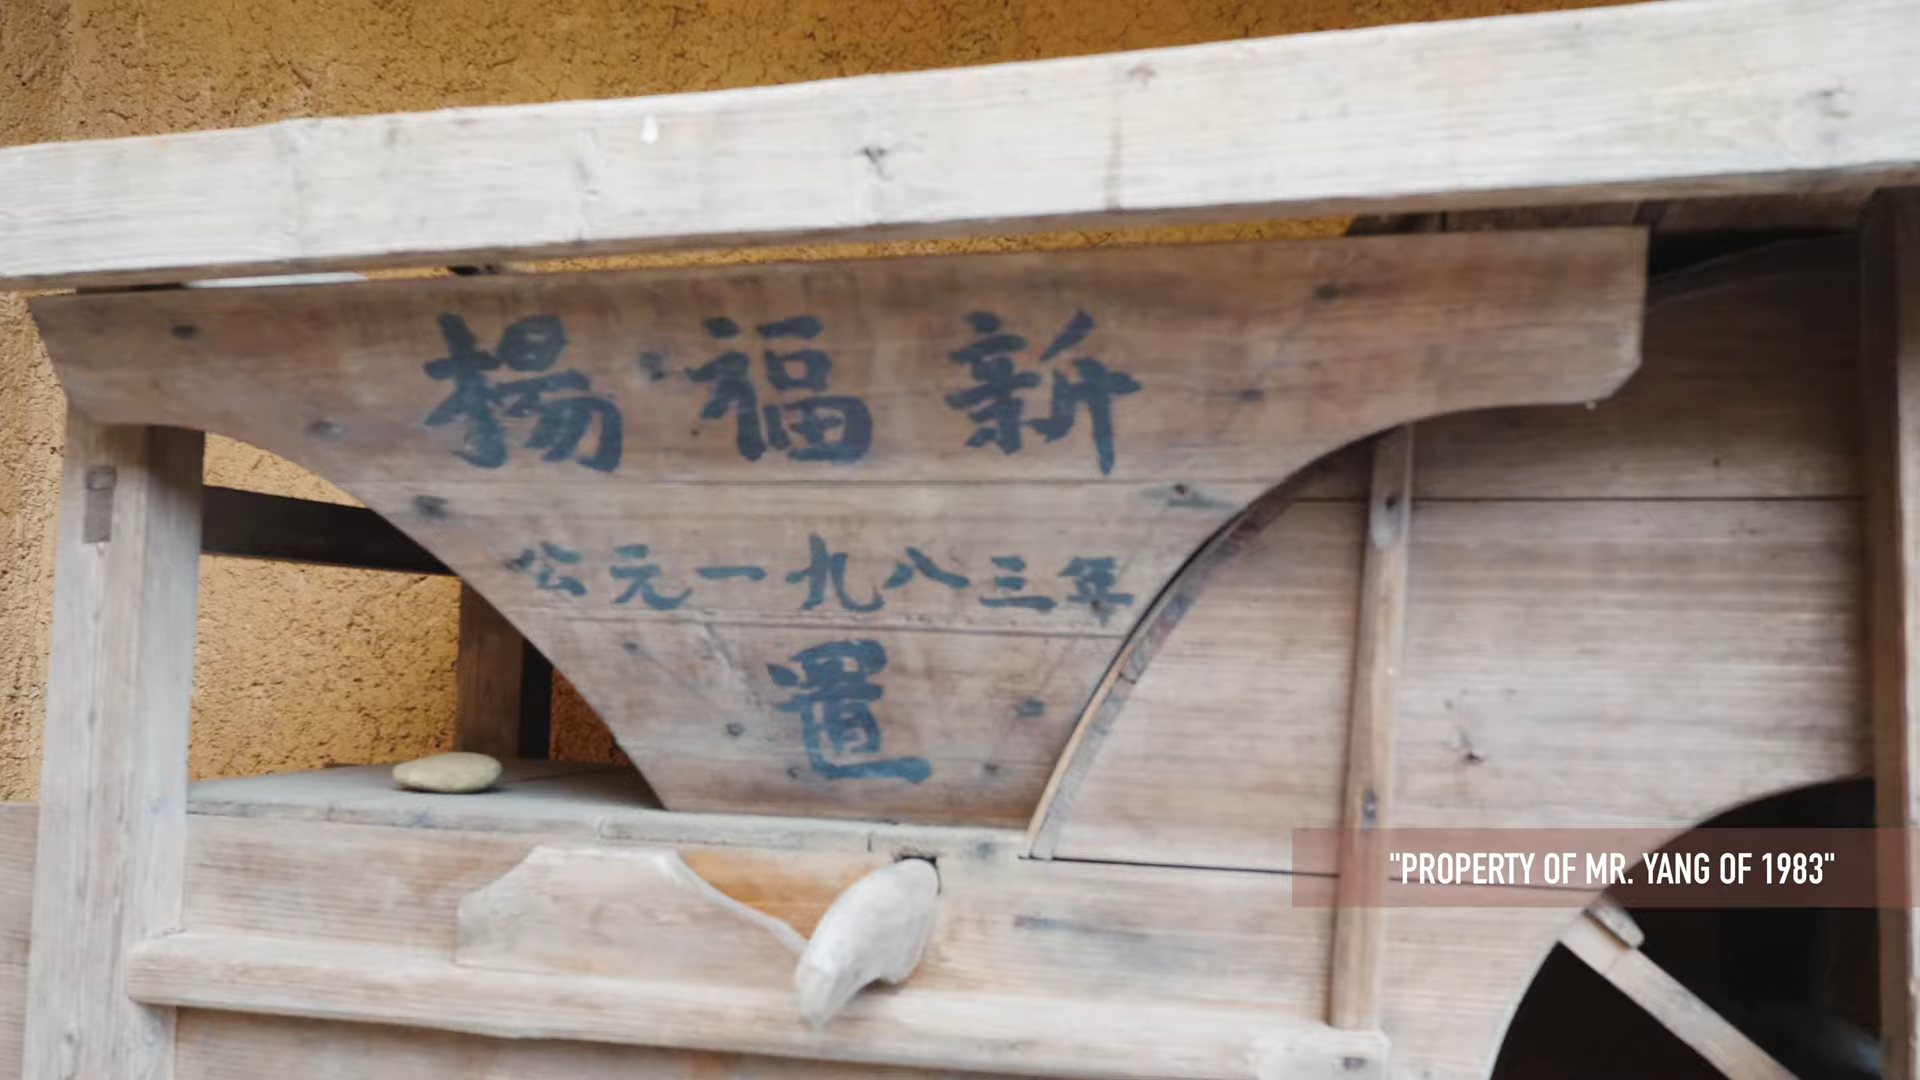 楊福新
公元一九八三年
置
"PROPERTY OF MR. YANG OF 1983"